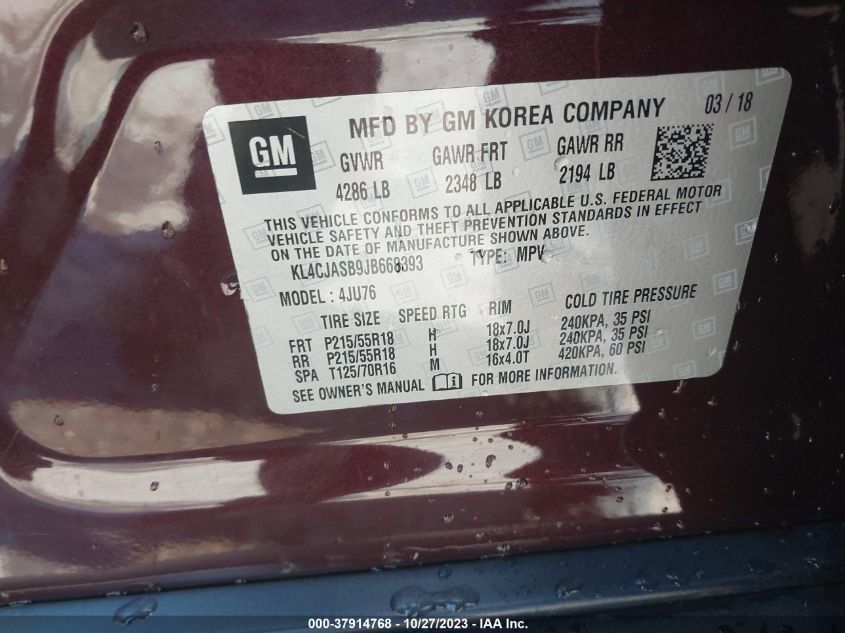 GM
MFD BY GM KOREA COMPANY 03 / 18
GVWR GAWR FRT GAWR RR
4286 LB 2348 LB 2194 LB
THIS VEHICLE CONFORMS TO ALL APPLICABLE U.S. FEDERAL MOTOR
VEHICLE SAFETY AND THEFT PREVENTION STANDARDS IN EFFECT
ON THE DATE OF MANUFACTURE SHOWN ABOVE.
KL4CJASB9JB668393 TYPE: MPV
MODEL : 4JU76
TIRE SIZE SPEED RTG RIM COLD TIRE PRESSURE
FRT P215/55R18 H 18x7.0J 240KPA, 35 PSI
RR P215/55R18 H 18x7.0J 240KPA, 35 PSI
SPA T125/70R16 M 16x4.0T 420KPA, 60 PSI
SEE OWNER'S MANUAL FOR MORE INFORMATION.
000-37914768 - 10/27/2023 - IAA Inc.